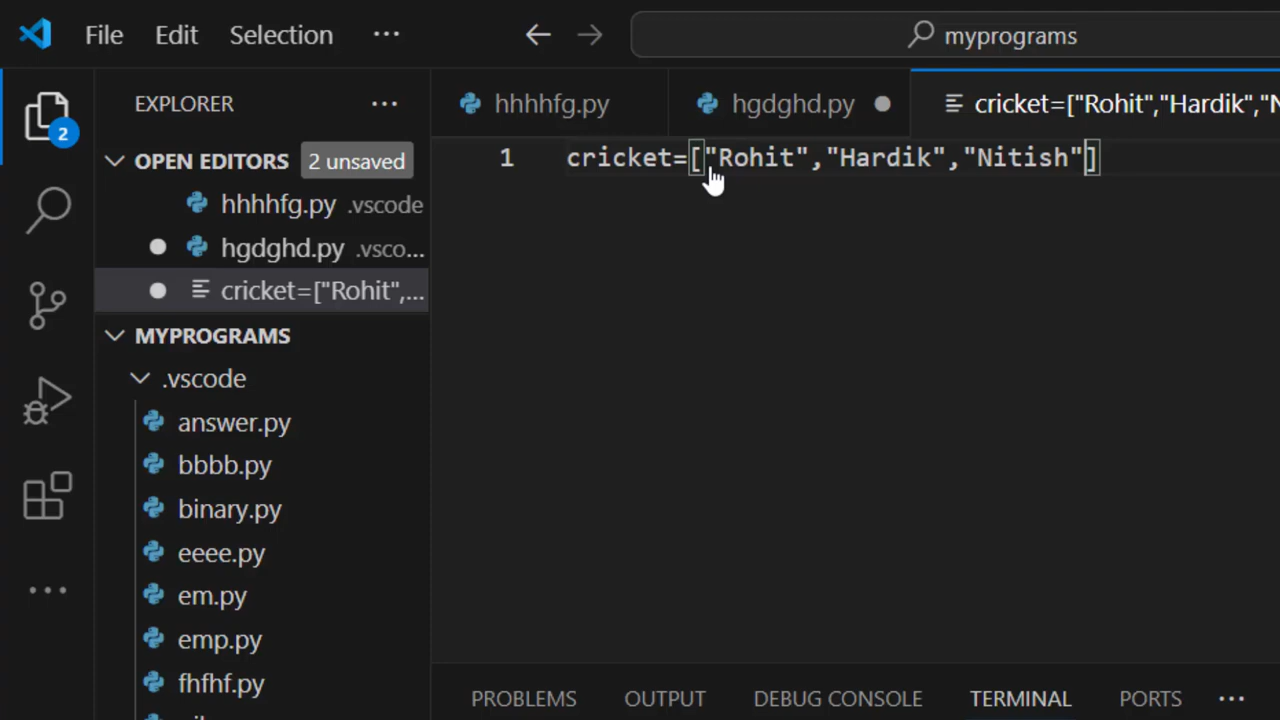 File Edit Selection ··· myprograms
EXPLORER ···
hhhhfg.py hgdghd.py cricket=["Rohit","Hardik","N
OPEN EDITORS 2 unsaved
hhhhfg.py .vscode
hgdghd.py .vsco...
cricket=["Rohit",...
1 cricket=["Rohit","Hardik","Nitish"]
2
MYPROGRAMS
.vscode
answer.py
bbbb.py
binary.py
eeee.py
em.py
emp.py
fhfhf.py
PROBLEMS OUTPUT DEBUG CONSOLE TERMINAL PORTS ···